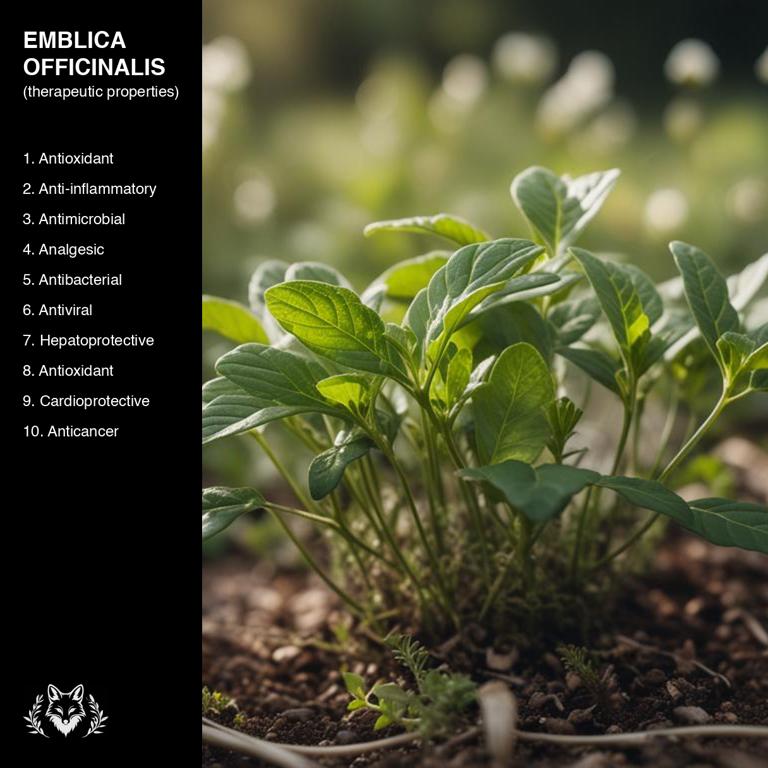 EMBLICA
OFFICINALIS
(therapeutic properties)
1. Antioxidant
2. Anti-inflammatory
3. Antimicrobial
4. Analgesic
5. Antibacterial
6. Antiviral
7. Hepatoprotective
8. Antioxidant
9. Cardioprotective
10. Anticancer